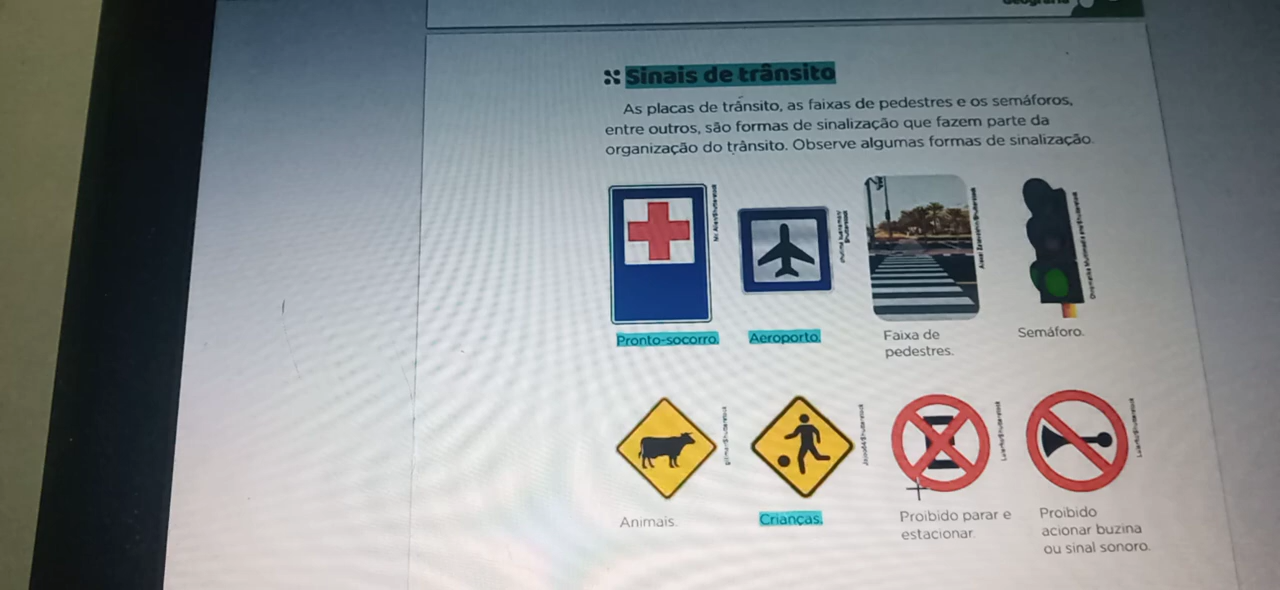 Geografia
Sinais de trânsito
As placas de trânsito, as faixas de pedestres e os semáforos,
entre outros, são formas de sinalização que fazem parte da
organização do trânsito. Observe algumas formas de sinalização.
Pronto-socorro.
Aeroporto.
Faixa de
pedestres.
Semáforo.
Animais.
Crianças.
Proibido parar e
estacionar.
Proibido
acionar buzina
ou sinal sonoro.